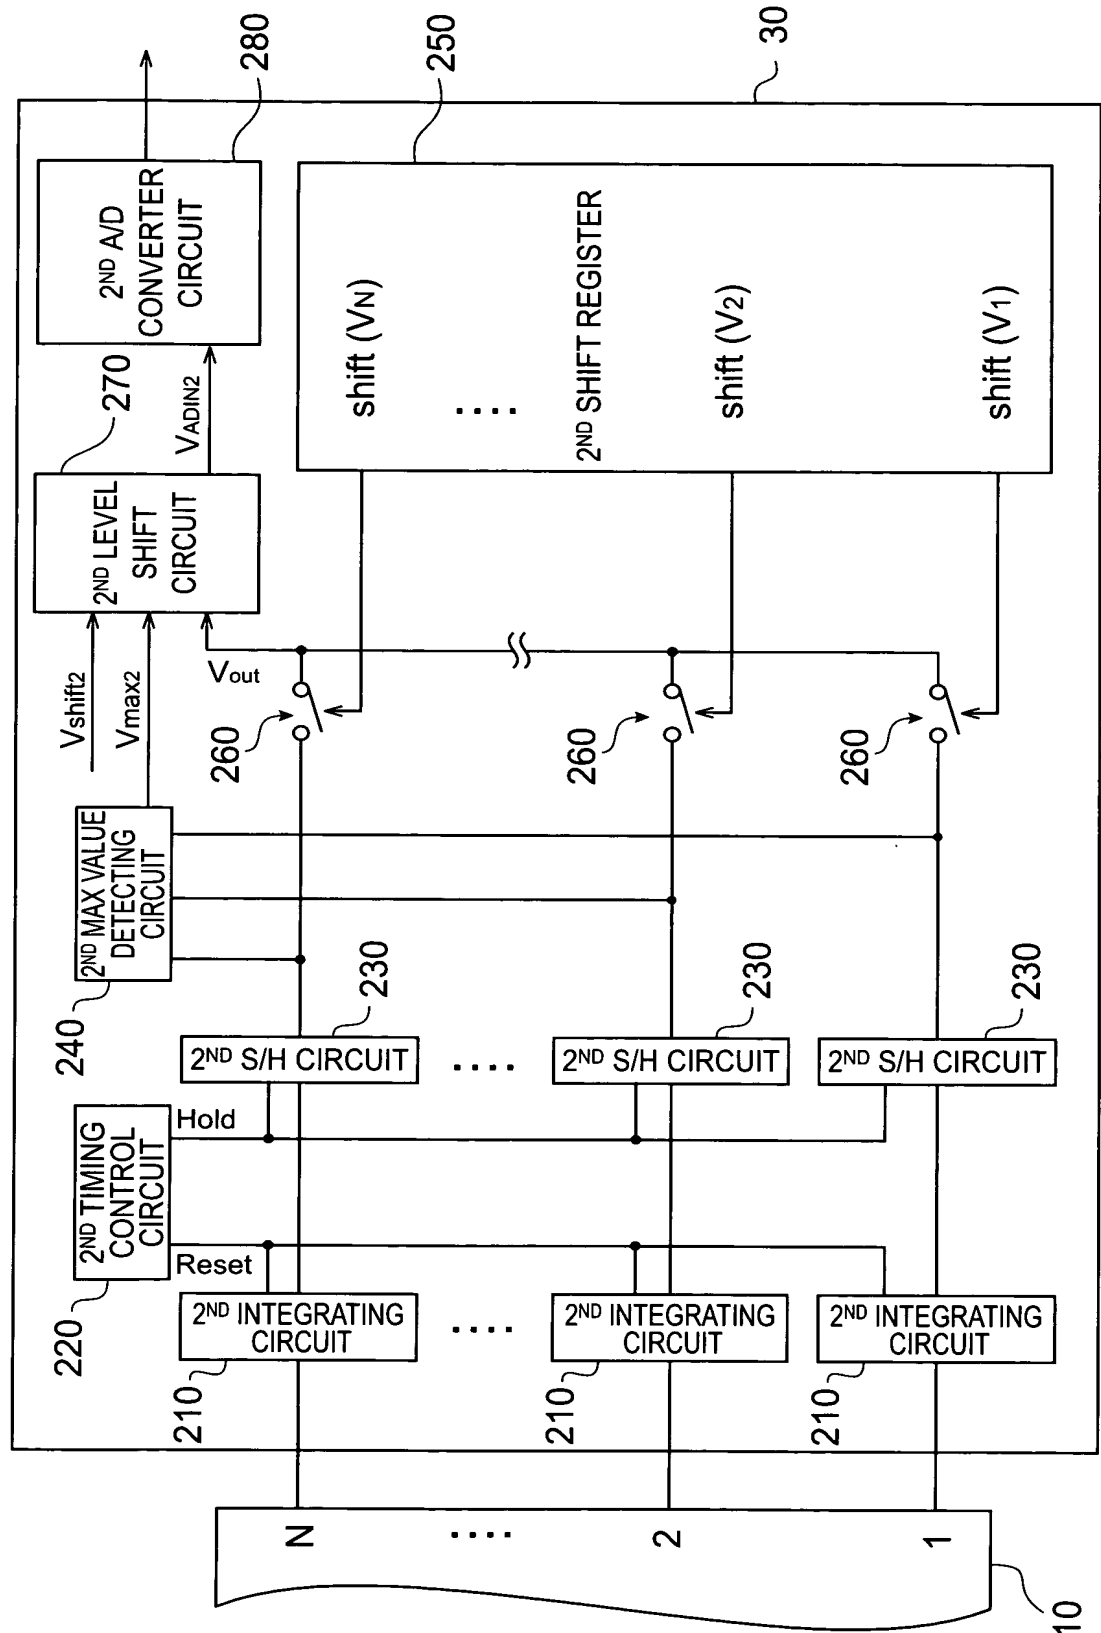 10
N
....
2
1
210
210
210
2ND INTEGRATING
CIRCUIT
....
2ND INTEGRATING
CIRCUIT
2ND INTEGRATING
CIRCUIT
220
2ND TIMING
CONTROL
CIRCUIT
Reset
Hold
2ND S/H CIRCUIT
230
....
2ND S/H CIRCUIT
230
2ND S/H CIRCUIT
230
240
2ND MAX VALUE
DETECTING
CIRCUIT
Vshift2
Vmax2
Vout
260
260
260
2ND LEVEL
SHIFT
CIRCUIT
270
VADIN2
2ND A/D
CONVERTER
CIRCUIT
280
shift (VN)
....
2ND SHIFT REGISTER
shift (V2)
shift (V1)
250
30